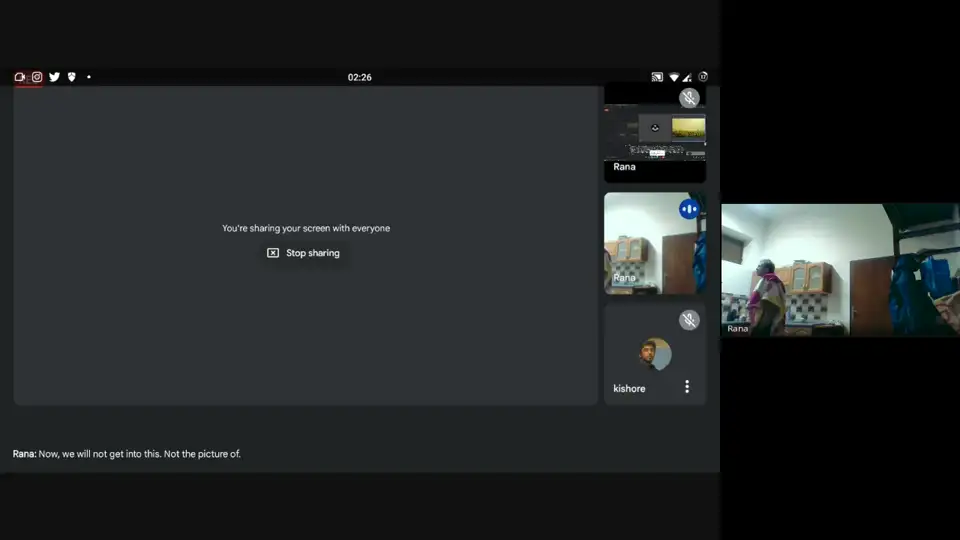 02:26
You're sharing your screen with everyone
Stop sharing
Rana
Rana
kishore
Rana
Rana: Now, we will not get into this. Not the picture of.